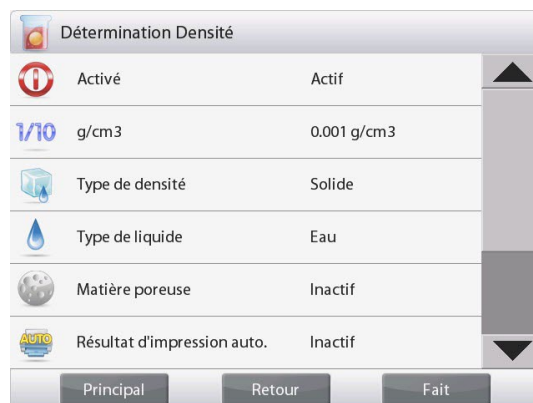 Détermination Densité
Activé Actif
1/10 g/cm3 0.001 g/cm3
Type de densité Solide
Type de liquide Eau
Matière poreuse Inactif
AUTO Résultat d'impression auto. Inactif
Principal Retour Fait